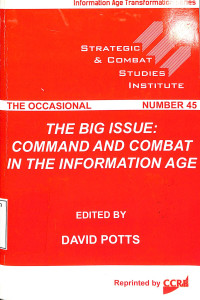 Information Age Transformation Series
STRATEGIC
& COMBAT
STUDIES
INSTITUTE
THE OCCASIONAL NUMBER 45
THE BIG ISSUE:
COMMAND AND COMBAT
IN THE INFORMATION AGE
EDITED BY
DAVID POTTS
Reprinted by CCRP